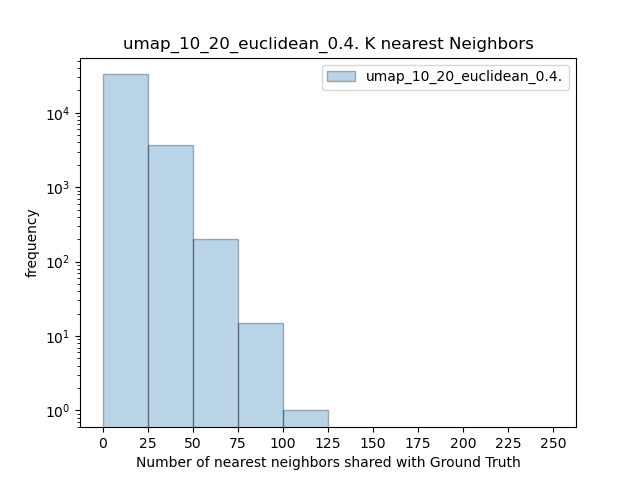 umap_10_20_euclidean_0.4. K nearest Neighbors
umap_10_20_euclidean_0.4.
frequency
10⁴
10³
10²
10¹
10⁰
0 25 50 75 100 125 150 175 200 225 250
Number of nearest neighbors shared with Ground Truth